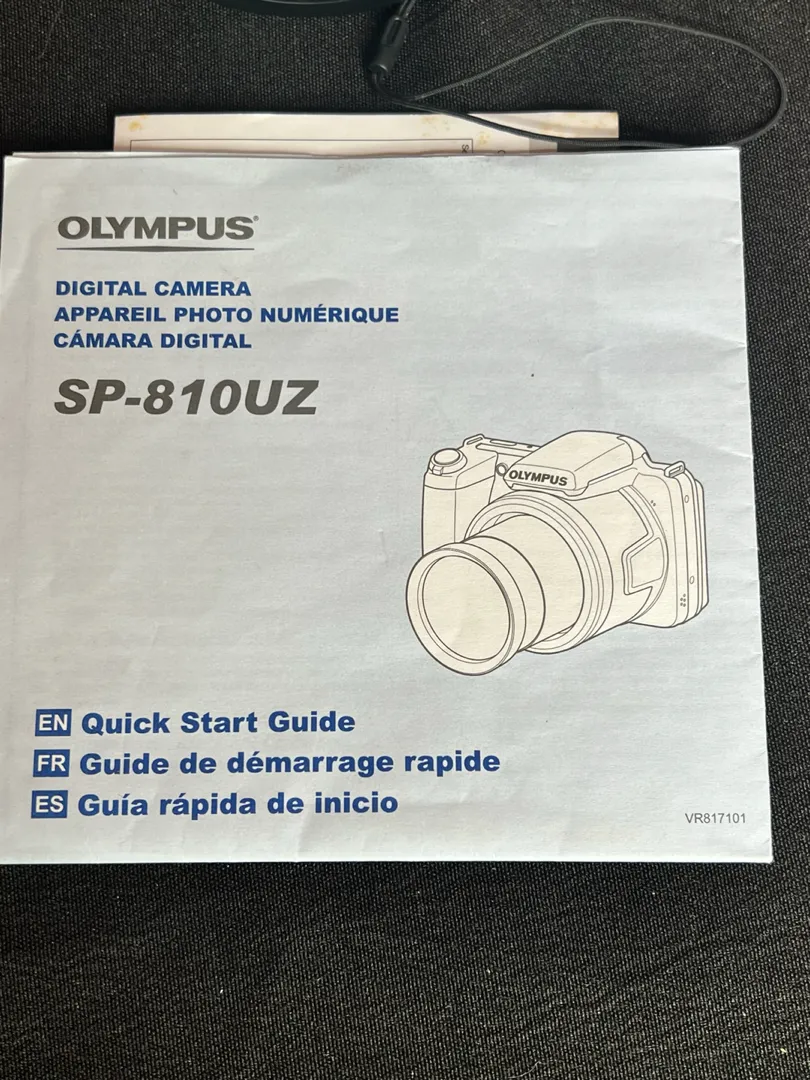 OLYMPUS®
DIGITAL CAMERA
APPAREIL PHOTO NUMÉRIQUE
CÁMARA DIGITAL
SP-810UZ
OLYMPUS
EN Quick Start Guide
FR Guide de démarrage rapide
ES Guía rápida de inicio
VR817101